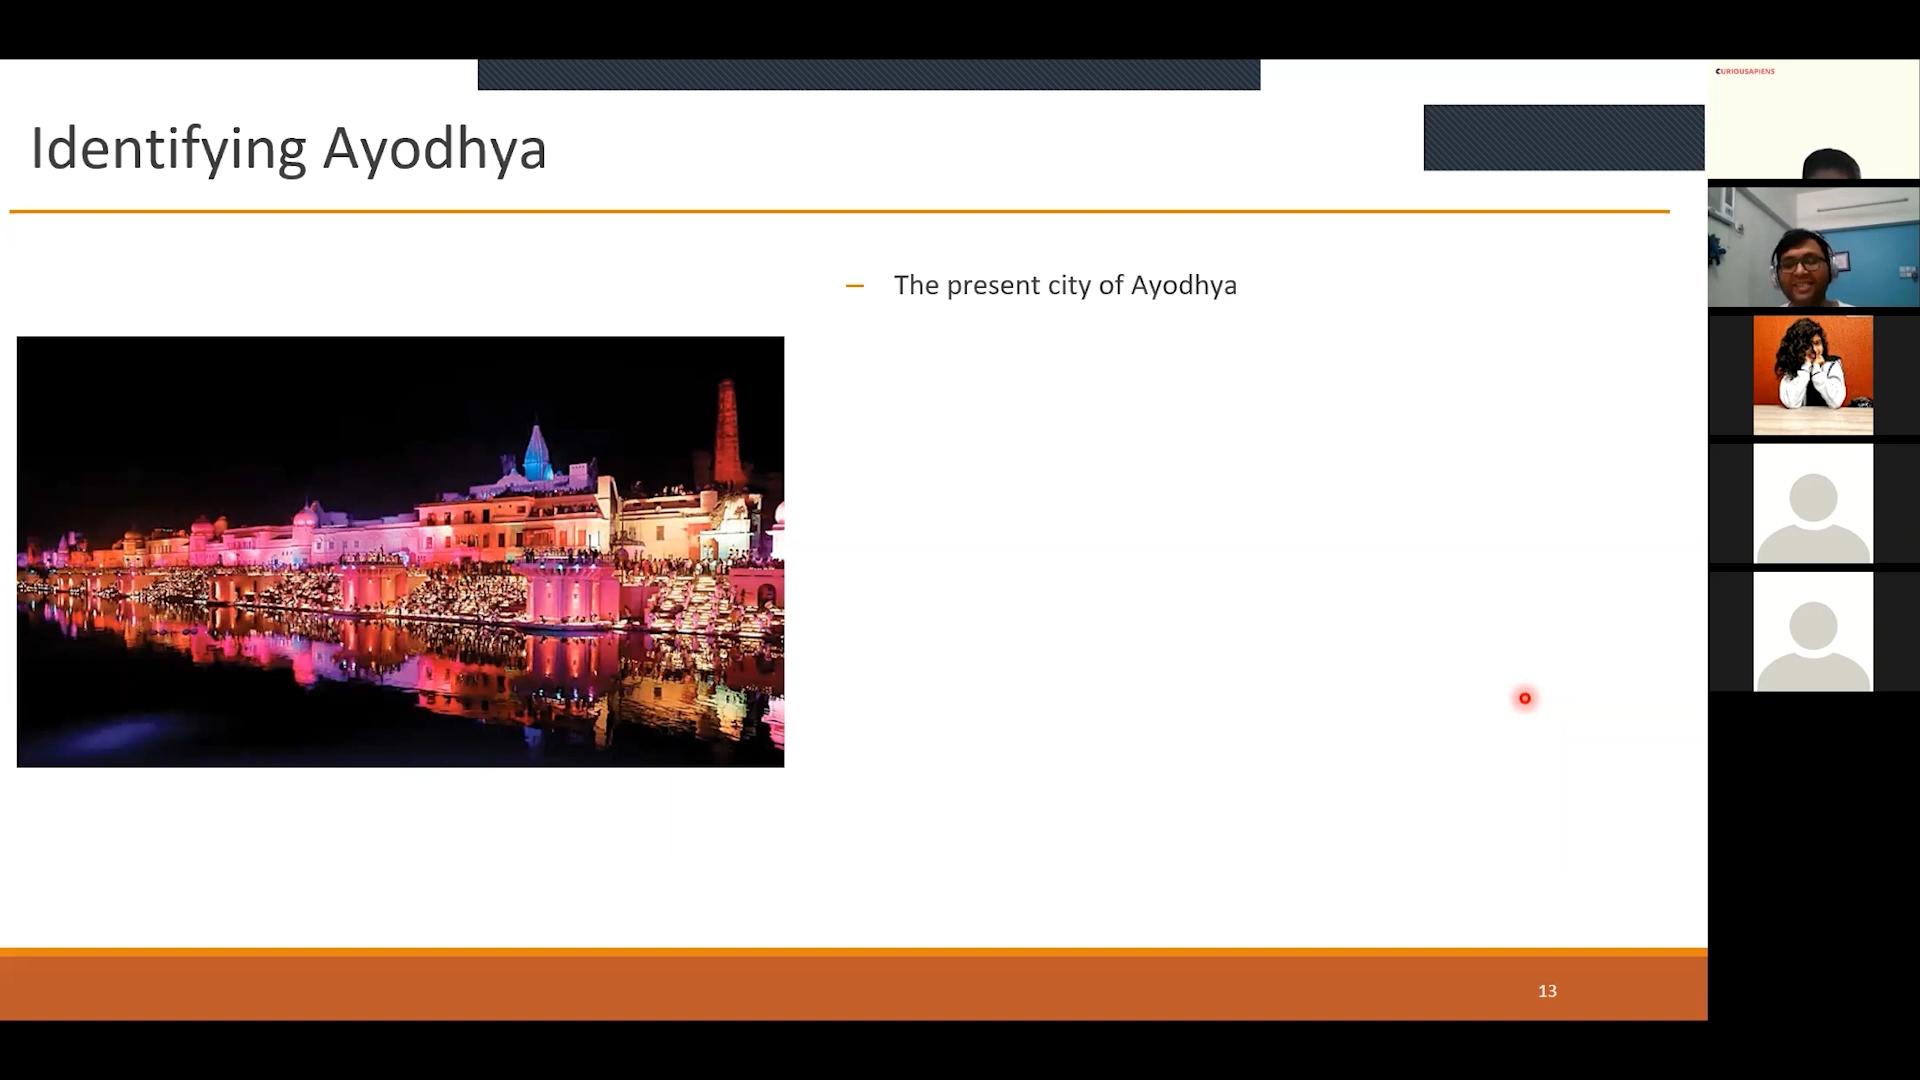 Identifying Ayodhya
CURIOUSAPIENS
– The present city of Ayodhya
13